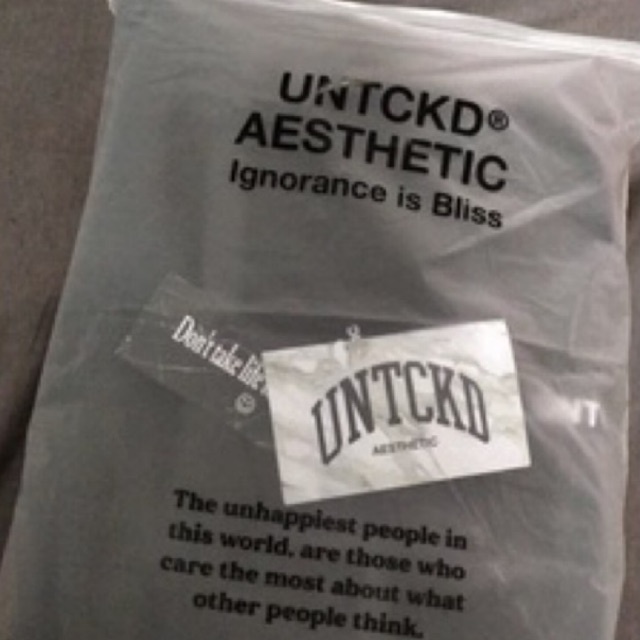 UNTCKD®
AESTHETIC
Ignorance is Bliss
Don't take life
☺
UNTCKD
AESTHETIC
NT
The unhappiest people in
this world, are those who
care the most about what
other people think.